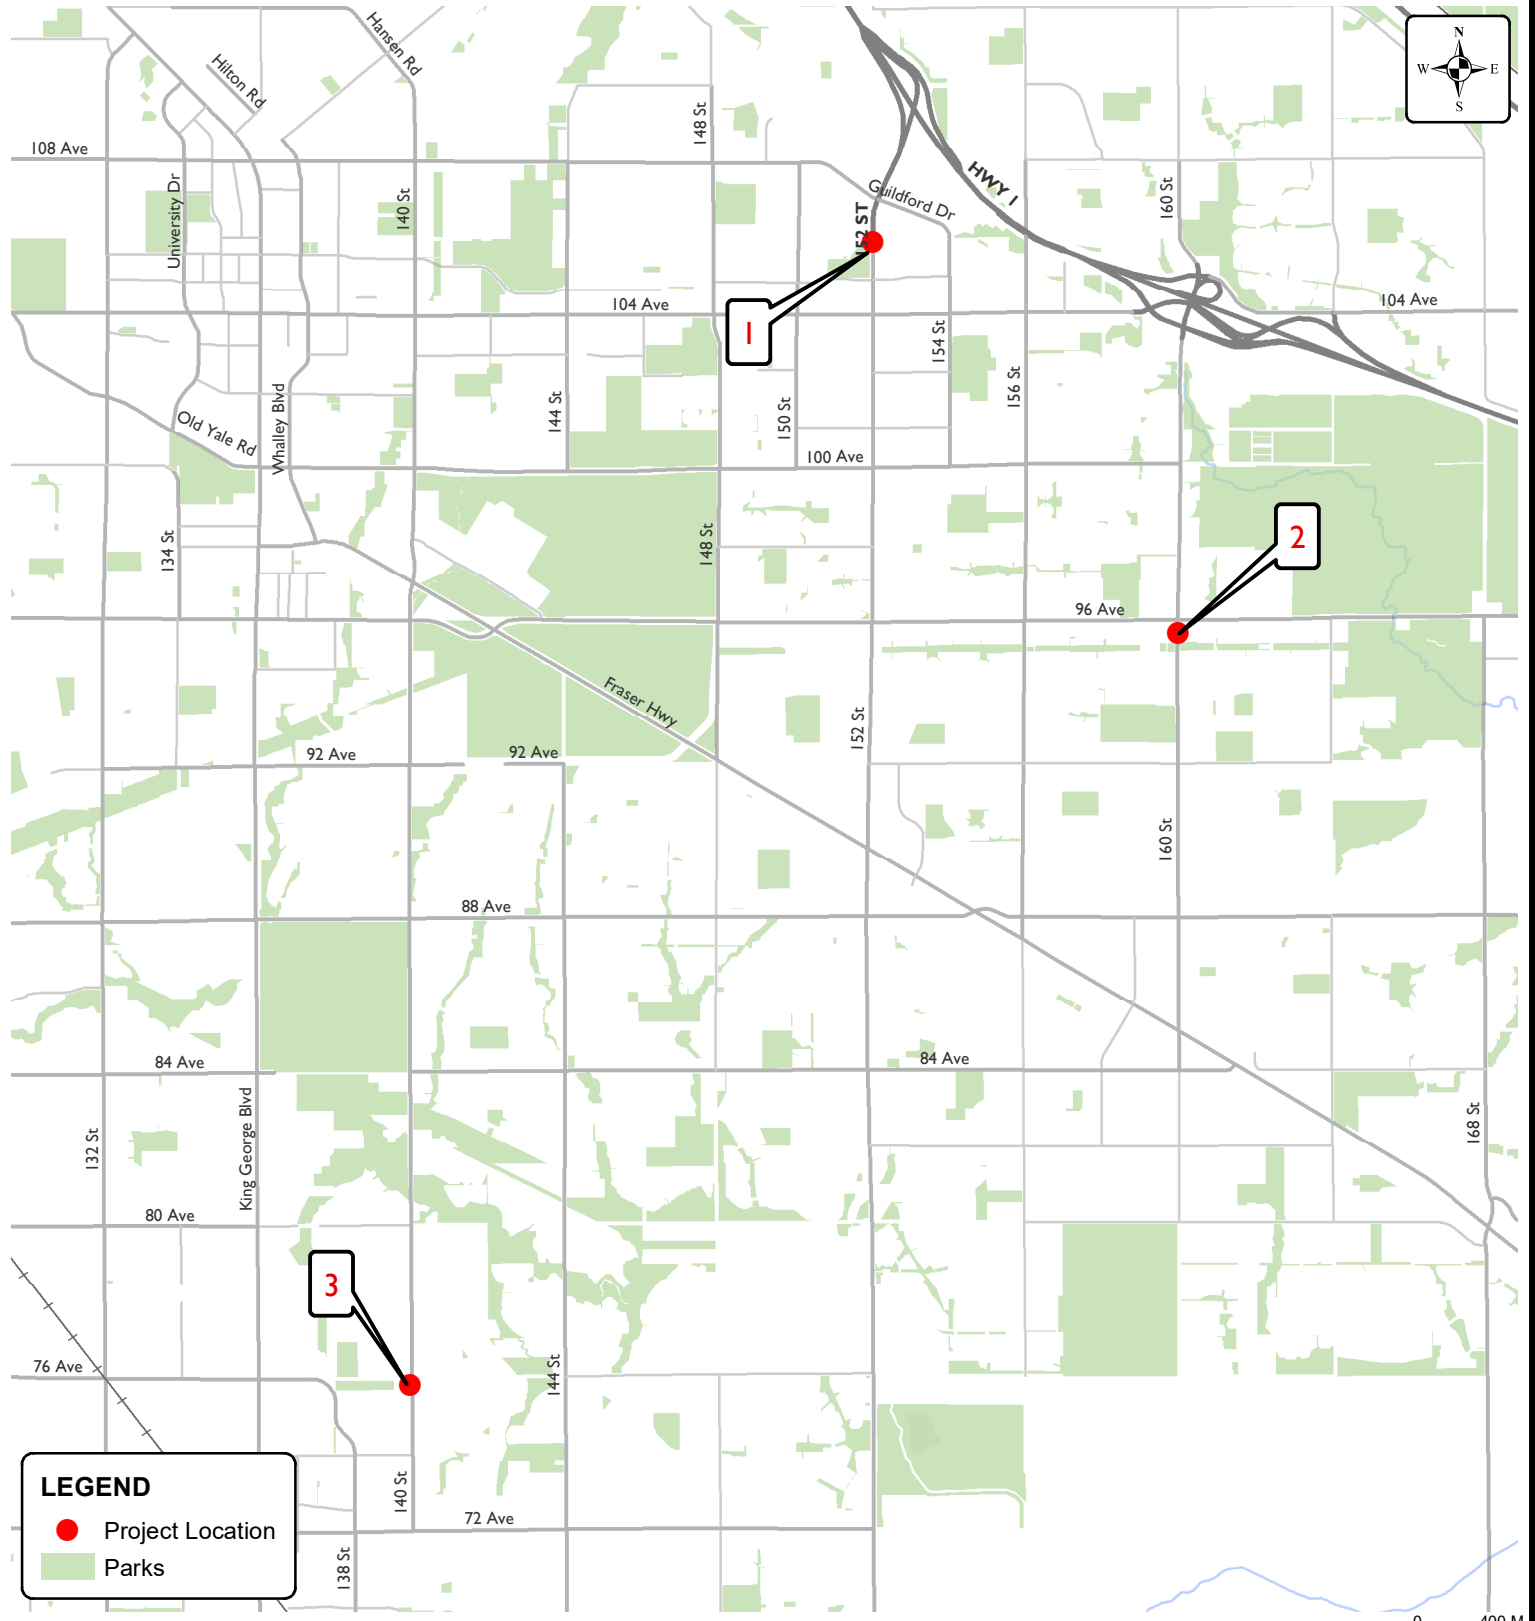 Hansen Rd
Hilton Rd
N
W
E
S
148 St
108 Ave
HWY 1
University Dr
140 St
Guildford Dr
160 St
152 ST
104 Ave
104 Ave
1
154 St
156 St
Whalley Blvd
144 St
150 St
Old Yale Rd
100 Ave
134 St
148 St
2
96 Ave
Fraser Hwy
152 St
92 Ave
92 Ave
160 St
88 Ave
84 Ave
84 Ave
132 St
King George Blvd
168 St
80 Ave
3
76 Ave
144 St
140 St
72 Ave
138 St
LEGEND
Project Location
Parks
0
400 M